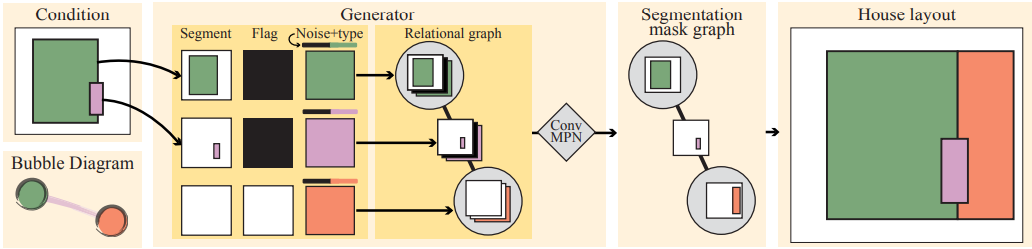 Condition
Bubble Diagram
Generator
Segment
Flag
Noise+type
Relational graph
Conv
MPN
Segmentation
mask graph
House layout